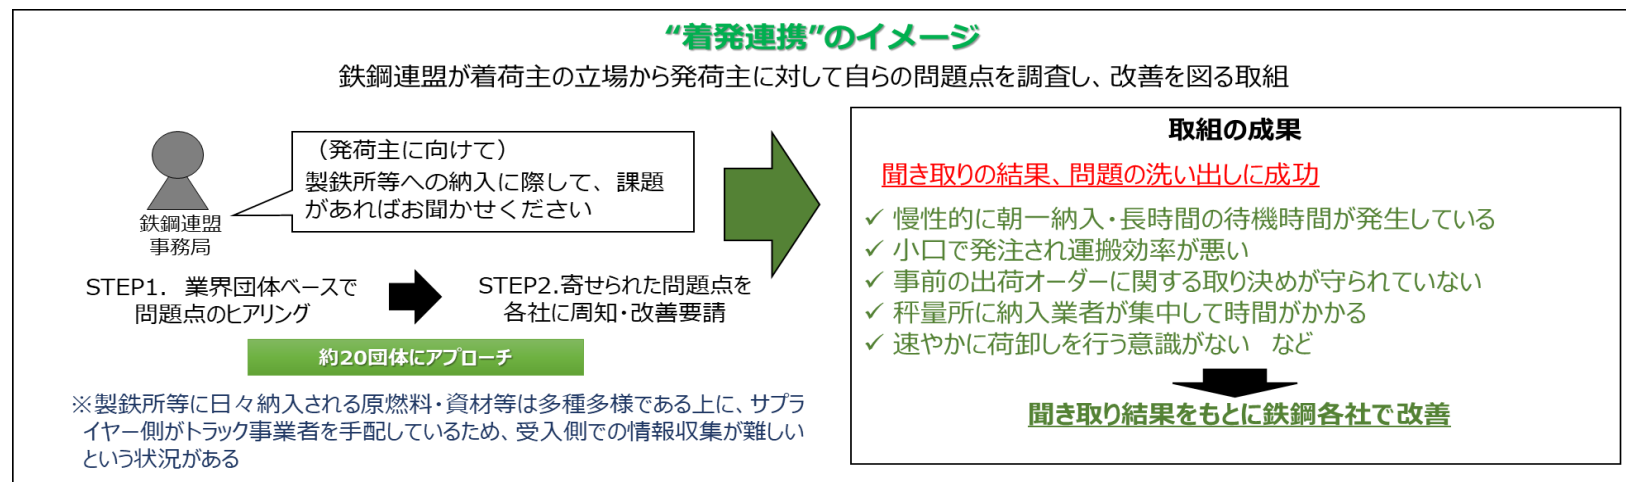 “着発連携”のイメージ
鉄鋼連盟が着荷主の立場から発荷主に対して自らの問題点を調査し、改善を図る取組
（発荷主に向けて）
製鉄所等への納入に際して、課題
があればお聞かせください
鉄鋼連盟
事務局
STEP1. 業界団体ベースで
問題点のヒアリング
STEP2.寄せられた問題点を
各社に周知・改善要請
約20団体にアプローチ
※製鉄所等に日々納入される原燃料・資材等は多種多様である上に、サプラ
イヤー側がトラック事業者を手配しているため、受入側での情報収集が難しい
という状況がある
取組の成果
聞き取りの結果、問題の洗い出しに成功
✓ 慢性的に朝一納入・長時間の待機時間が発生している
✓ 小口で発注され運搬効率が悪い
✓ 事前の出荷オーダーに関する取り決めが守られていない
✓ 秤量所に納入業者が集中して時間がかかる
✓ 速やかに荷卸しを行う意識がない など
聞き取り結果をもとに鉄鋼各社で改善